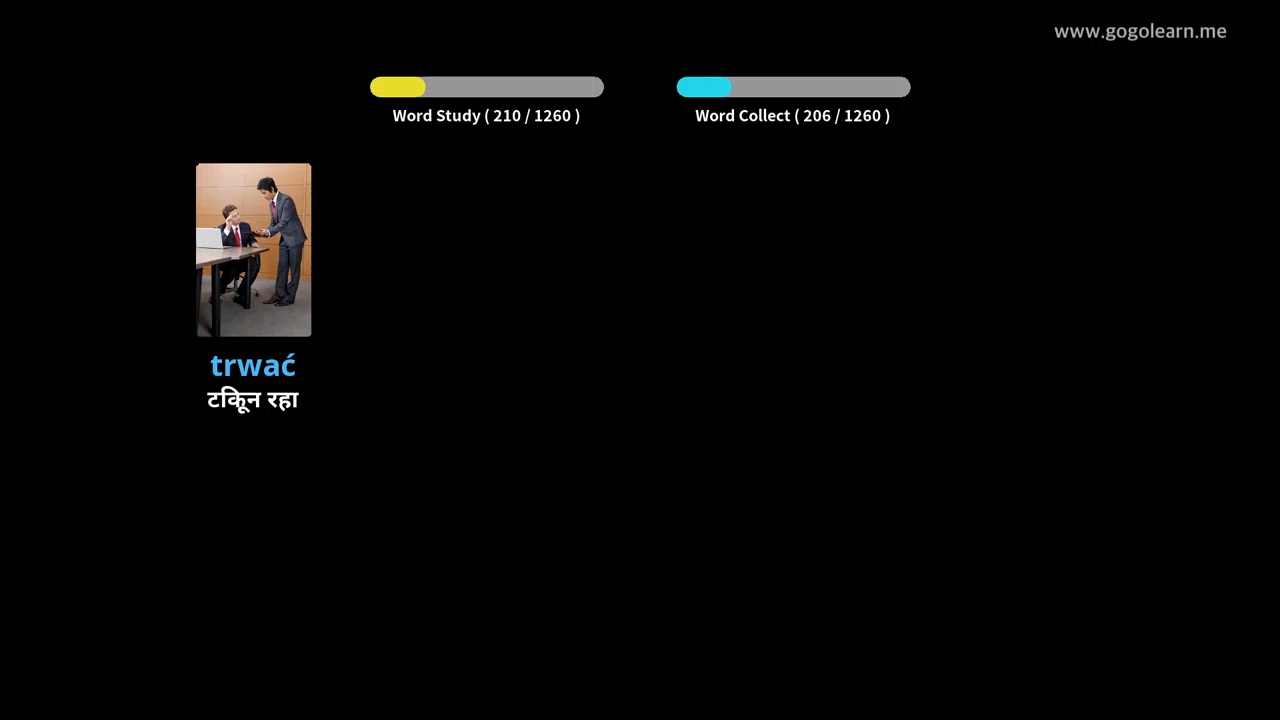 www.gogolearn.me
Word Study ( 210 / 1260 )
Word Collect ( 206 / 1260 )
trwać
टिकून रहा